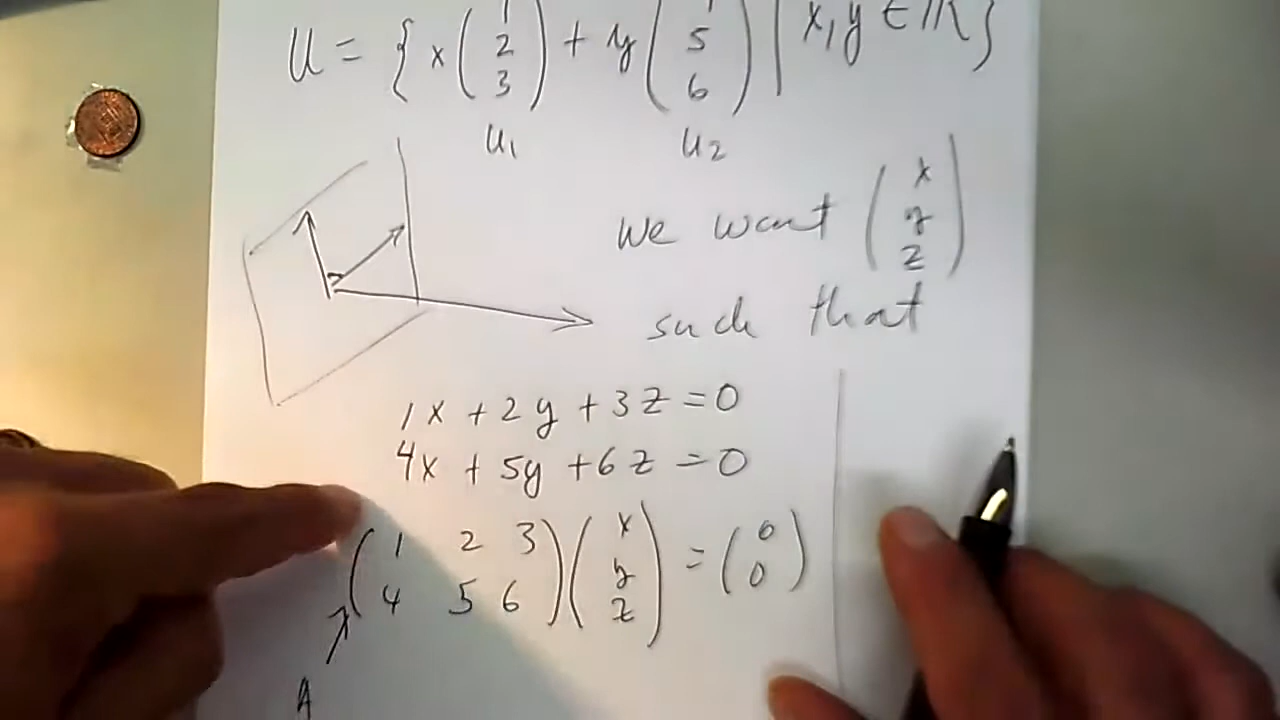 U = { x ( 1 2 3 ) + y ( 5 6 ) | x, y ∈ ℝ }
u₁ u₂
we want ( x y z )
such that
1x + 2y + 3z = 0
4x + 5y + 6z = 0
( 1 2 3 4 5 6 ) ( x y z ) = ( 0 0 )
A